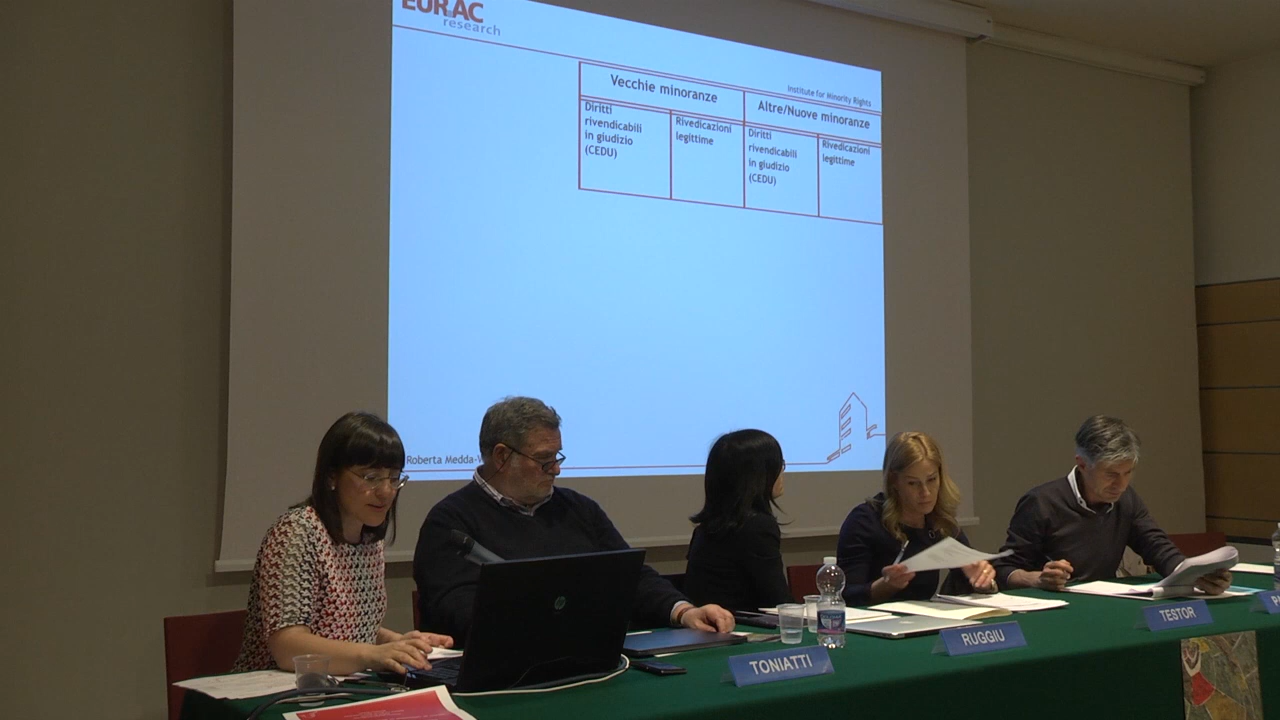 EURAC
research
Institute for Minority Rights
Vecchie minoranze
Altre/Nuove minoranze
Diritti
rivendicabili
in giudizio
(CEDU)
Rivedicazioni
legittime
Diritti
rivendicabili
in giudizio
(CEDU)
Rivedicazioni
legittime
Roberta Medda-
TONIATTI
RUGGIU
TESTOR